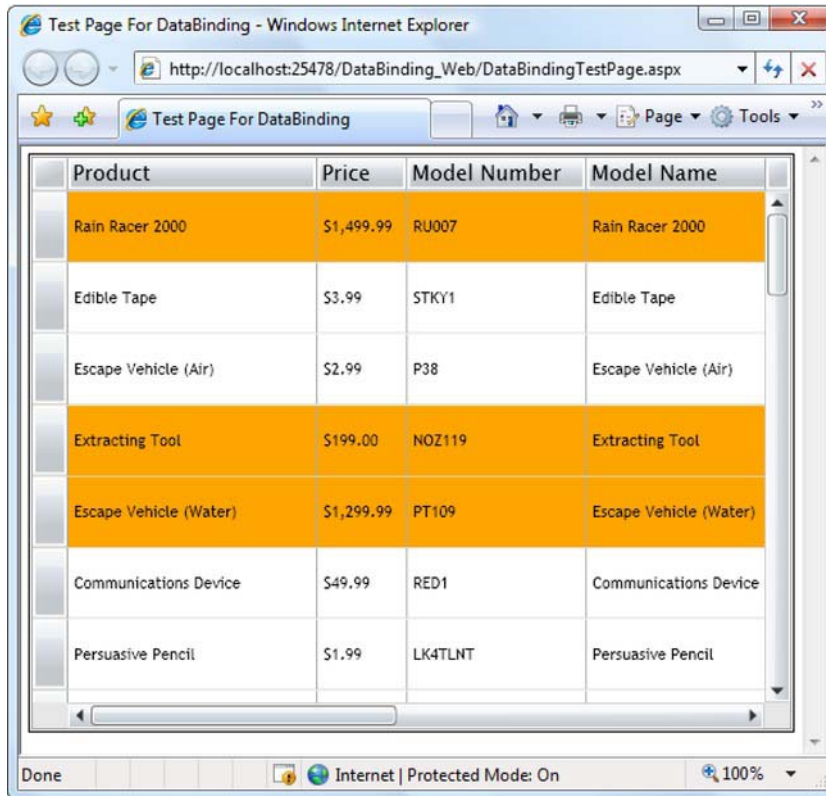 Test Page For DataBinding - Windows Internet Explorer
http://localhost:25478/DataBinding_Web/DataBindingTestPage.aspx
Test Page For DataBinding Page Tools
Product Price Model Number Model Name
Rain Racer 2000 $1,499.99 RU007 Rain Racer 2000
Edible Tape $3.99 STKY1 Edible Tape
Escape Vehicle (Air) $2.99 P38 Escape Vehicle (Air)
Extracting Tool $199.00 NOZ119 Extracting Tool
Escape Vehicle (Water) $1,299.99 PT109 Escape Vehicle (Water)
Communications Device $49.99 RED1 Communications Device
Persuasive Pencil $1.99 LK4TLNT Persuasive Pencil
Done Internet | Protected Mode: On 100%